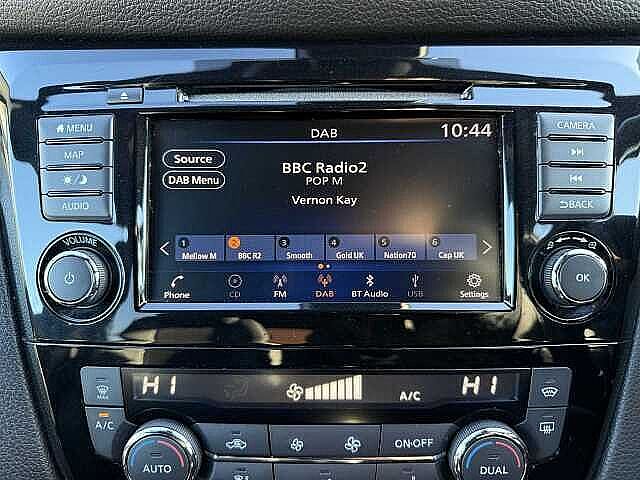 DAB
10:44
MENU
MAP
AUDIO
VOLUME
Source
DAB Menu
BBC Radio2
POP M
Vernon Kay
CAMERA
BACK
OK
1 2 3 4 5 6
Mellow M BBC R2 Smooth Gold UK Nation70 Cap UK
Phone CD FM DAB BT Audio USB Settings
HI A/C HI
MAX
A/C
AUTO
ON·OFF
DUAL